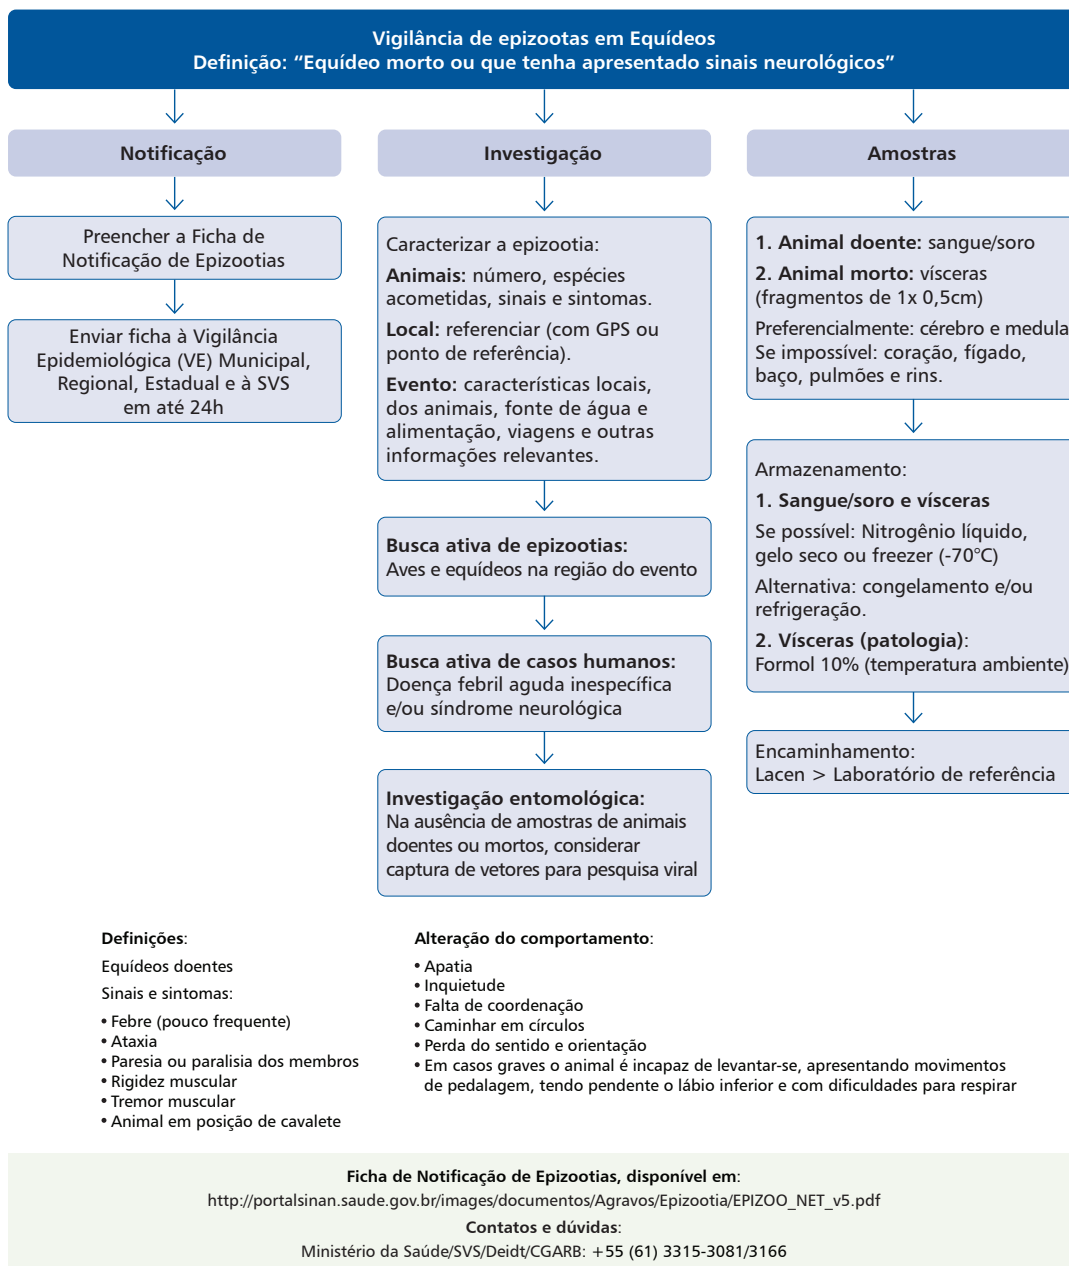 Vigilância de epizootas em Equídeos
Definição: “Equídeo morto ou que tenha apresentado sinais neurológicos”
Notificação
Preencher a Ficha de
Notificação de Epizootias
Enviar ficha à Vigilância
Epidemiológica (VE) Municipal,
Regional, Estadual e à SVS
em até 24h
Investigação
Caracterizar a epizootia:
Animais: número, espécies
acometidas, sinais e sintomas.
Local: referenciar (com GPS ou
ponto de referência).
Evento: características locais,
dos animais, fonte de água e
alimentação, viagens e outras
informações relevantes.
Busca ativa de epizootias:
Aves e equídeos na região do evento
Busca ativa de casos humanos:
Doença febril aguda inespecífica
e/ou síndrome neurológica
Investigação entomológica:
Na ausência de amostras de animais
doentes ou mortos, considerar
captura de vetores para pesquisa viral
Amostras
1. Animal doente: sangue/soro
2. Animal morto: vísceras
(fragmentos de 1x 0,5cm)
Preferencialmente: cérebro e medula
Se impossível: coração, fígado,
baço, pulmões e rins.
Armazenamento:
1. Sangue/soro e vísceras
Se possível: Nitrogênio líquido,
gelo seco ou freezer (-70°C)
Alternativa: congelamento e/ou
refrigeração.
2. Vísceras (patologia):
Formol 10% (temperatura ambiente)
Encaminhamento:
Lacen > Laboratório de referência
Definições:
Equídeos doentes
Sinais e sintomas:
• Febre (pouco frequente)
• Ataxia
• Paresia ou paralisia dos membros
• Rigidez muscular
• Tremor muscular
• Animal em posição de cavalete
Alteração do comportamento:
• Apatia
• Inquietude
• Falta de coordenação
• Caminhar em círculos
• Perda do sentido e orientação
• Em casos graves o animal é incapaz de levantar-se, apresentando movimentos
de pedalagem, tendo pendente o lábio inferior e com dificuldades para respirar
Ficha de Notificação de Epizootias, disponível em:
http://portalsinan.saude.gov.br/images/documentos/Agravos/Epizootia/EPIZOO_NET_v5.pdf
Contatos e dúvidas:
Ministério da Saúde/SVS/Deidt/CGARB: +55 (61) 3315-3081/3166